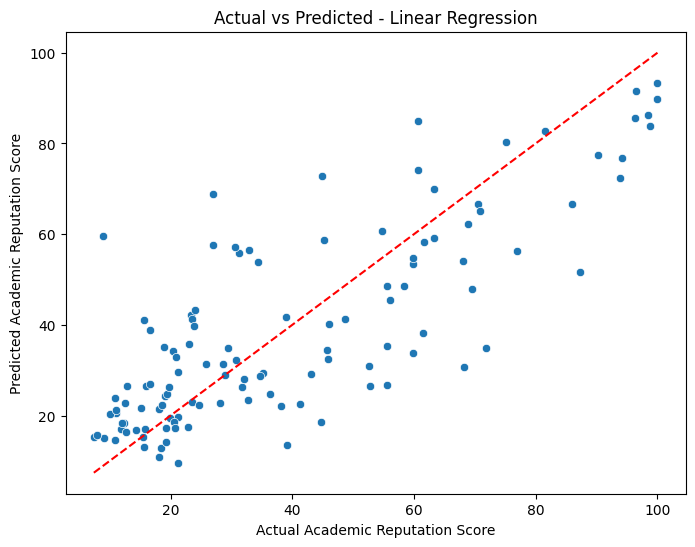 Actual vs Predicted - Linear Regression
Predicted Academic Reputation Score
100
80
60
40
20
20 40 60 80 100
Actual Academic Reputation Score